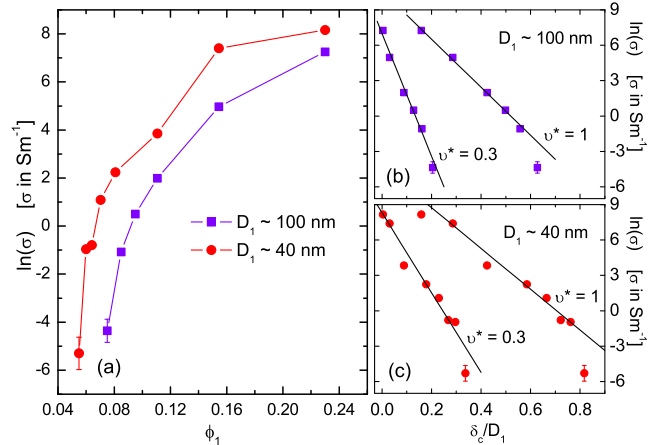 8
6
4
2
0
-2
-4
-6
ln(σ) [σ in Sm⁻¹]
D₁ ~ 100 nm
D₁ ~ 40 nm
(a)
0.04 0.08 0.12 0.16 0.20 0.24
ϕ₁
D₁ ~ 100 nm
υ* = 1
υ* = 0.3
(b)
9
6
3
0
-3
-6
ln(σ) [σ in Sm⁻¹]
D₁ ~ 40 nm
υ* = 1
υ* = 0.3
(c)
9
6
3
0
-3
-6
ln(σ) [σ in Sm⁻¹]
0.0 0.2 0.4 0.6 0.8
δc/D₁